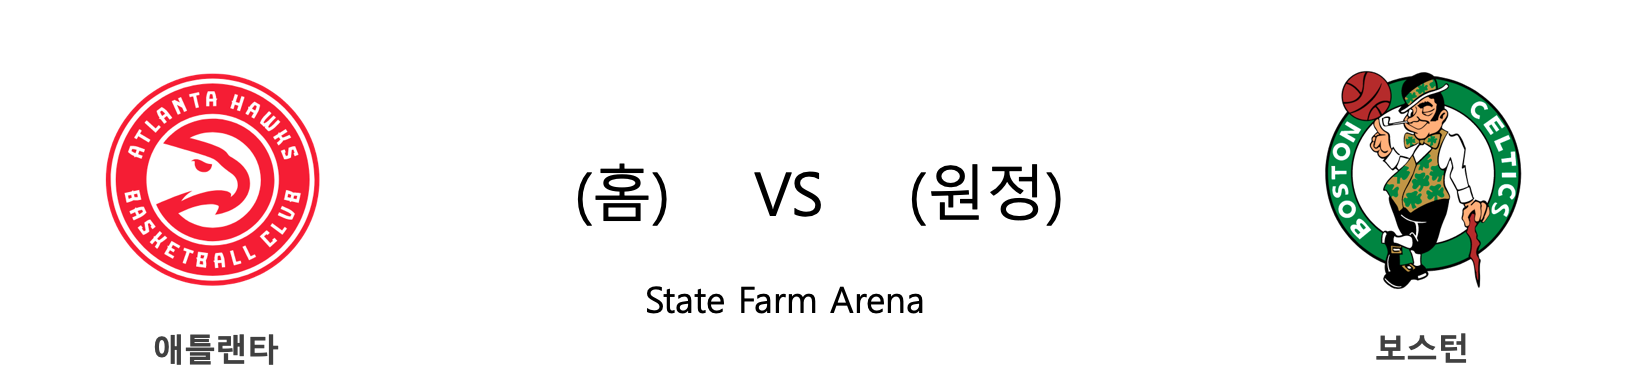 ATLANTA HAWKS
BASKETBALL CLUB
(홈) VS (원정)
BOSTON CELTICS
State Farm Arena
애틀랜타
보스턴